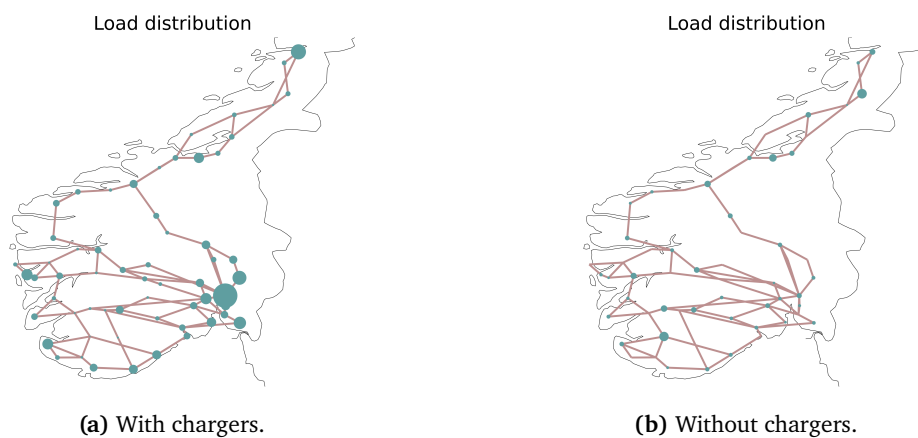 Load distribution
Load distribution
(a) With chargers.
(b) Without chargers.